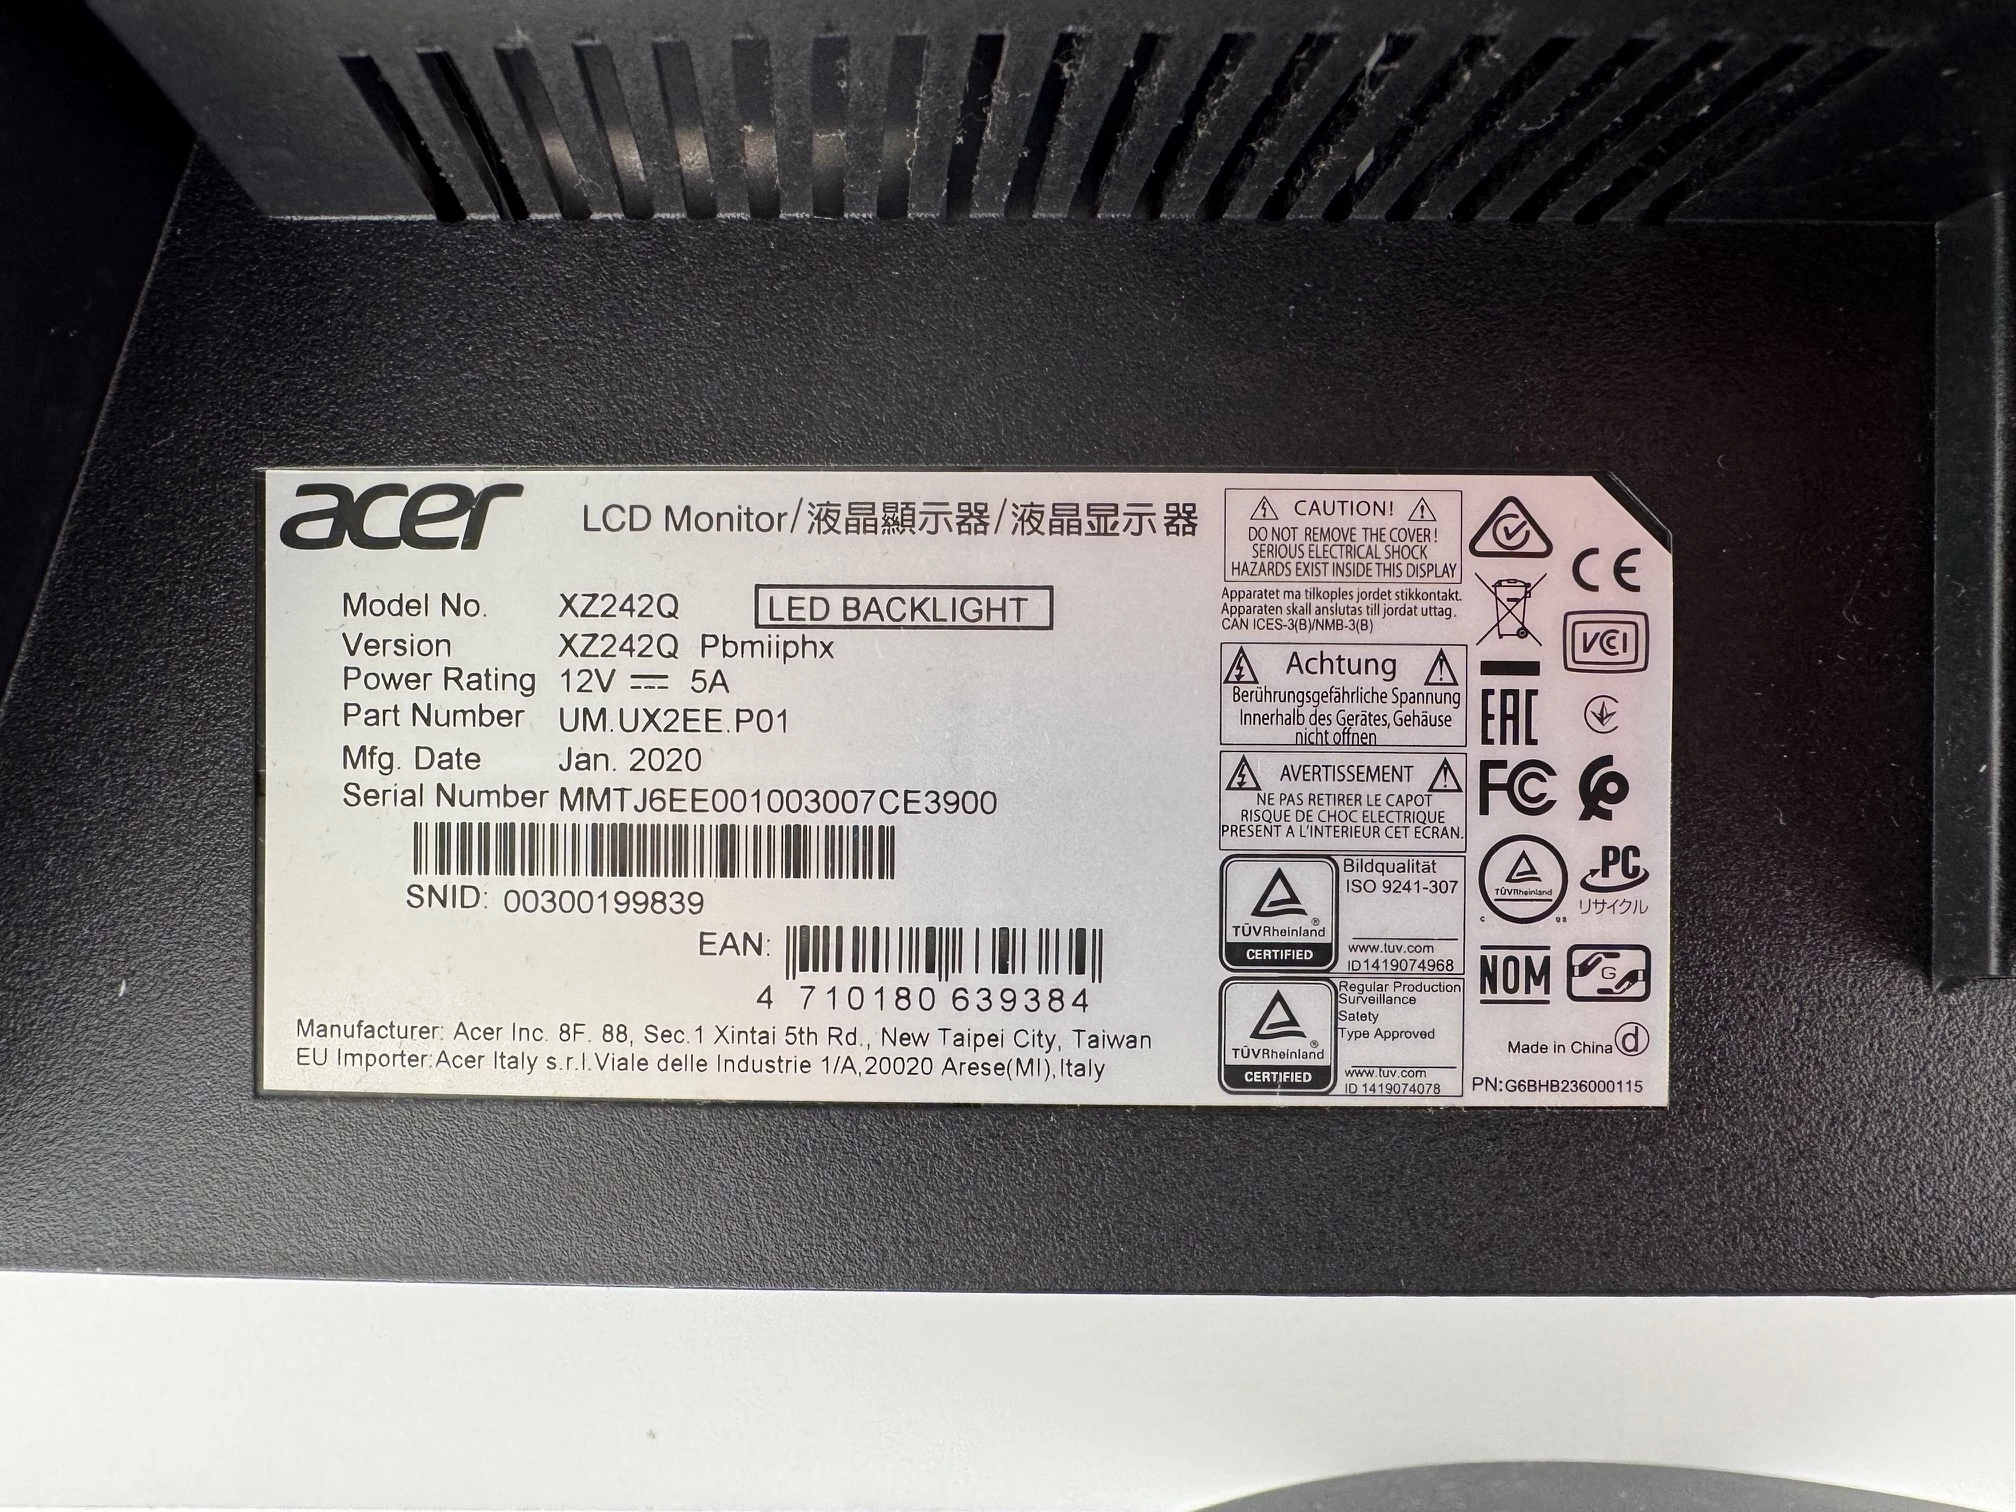 acer
LCD Monitor/液晶顯示器/液晶显示器
Model No. XZ242Q LED BACKLIGHT
Version XZ242Q Pbmiiphx
Power Rating 12V ⎓ 5A
Part Number UM.UX2EE.P01
Mfg. Date Jan. 2020
Serial Number MMTJ6EE001003007CE3900
SNID: 00300199839
EAN:
4 710180 639384
Manufacturer: Acer Inc. 8F. 88, Sec.1 Xintai 5th Rd., New Taipei City, Taiwan
EU Importer:Acer Italy s.r.l.Viale delle Industrie 1/A,20020 Arese(MI),Italy
CAUTION!
DO NOT REMOVE THE COVER!
SERIOUS ELECTRICAL SHOCK
HAZARDS EXIST INSIDE THIS DISPLAY
Apparatet ma tilkoples jordet stikkontakt.
Apparaten skall anslutas till jordat uttag.
CAN ICES-3(B)/NMB-3(B)
Achtung
Berührungsgefährliche Spannung
Innerhalb des Gerätes, Gehäuse
nicht offnen
AVERTISSEMENT
NE PAS RETIRER LE CAPOT
RISQUE DE CHOC ELECTRIQUE
PRESENT A L'INTERIEUR CET ECRAN.
TÜVRheinland ®
CERTIFIED
Bildqualität
ISO 9241-307
www.tuv.com
ID1419074968
TÜVRheinland ®
CERTIFIED
Regular Production
Surveillance
Satety
Type Approved
www.tuv.com
ID 1419074078
CE
VCCI
EAC
FC
TÜVRheinland
C US
PC
リサイクル
NOM
G
Made in China d
PN:G6BHB236000115